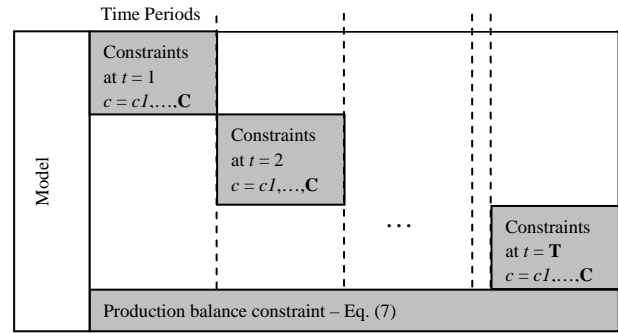 Time Periods
Constraints
at t = 1
c = c1,…,C
Constraints
at t = 2
c = c1,…,C
Model
…
Constraints
at t = T
c = c1,…,C
Production balance constraint – Eq. (7)